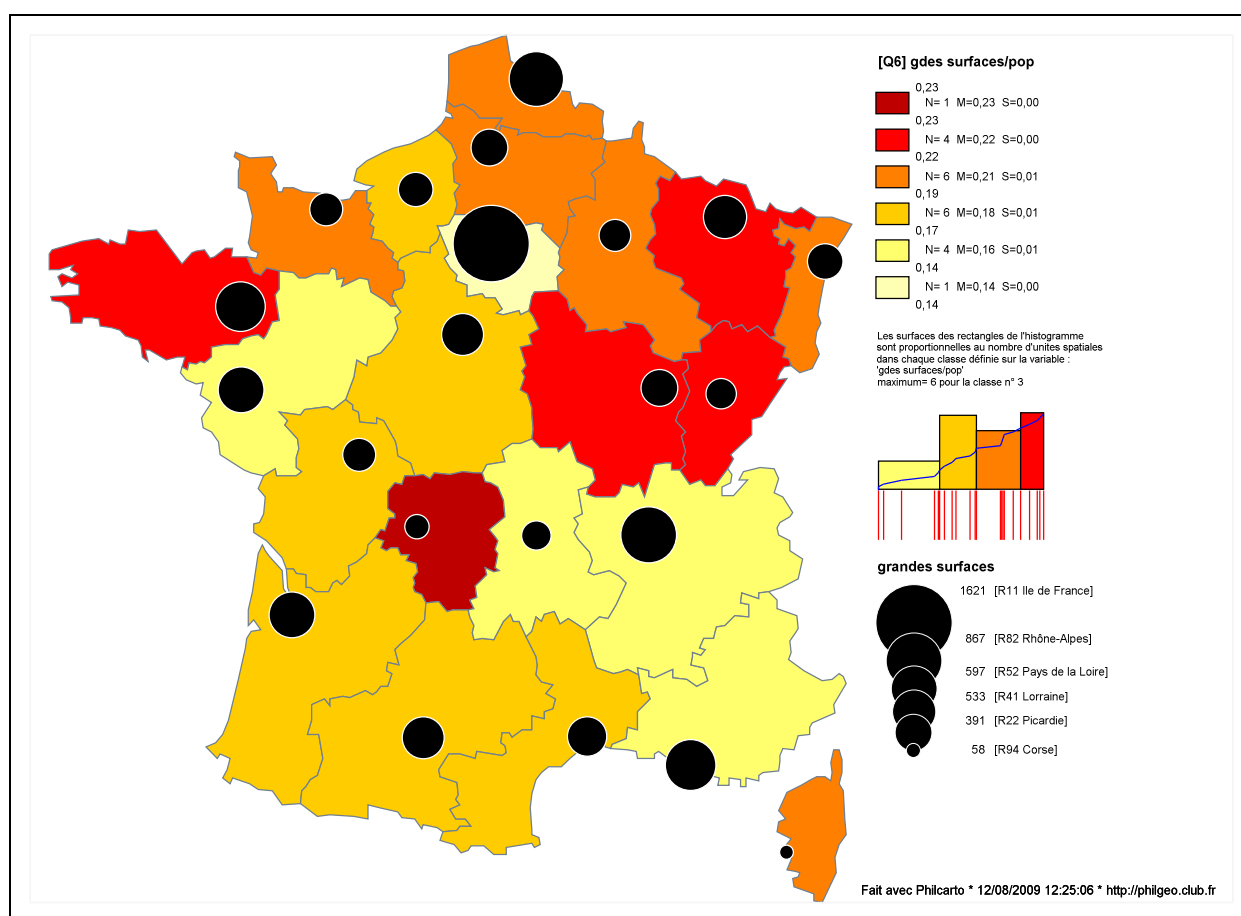 [Q6] gdes surfaces/pop
0,23
N= 1 M=0,23 S=0,00
0,23
N= 4 M=0,22 S=0,00
0,22
N= 6 M=0,21 S=0,01
0,19
N= 6 M=0,18 S=0,01
0,17
N= 4 M=0,16 S=0,01
0,14
N= 1 M=0,14 S=0,00
0,14
Les surfaces des rectangles de l'histogramme
sont proportionnelles au nombre d'unites spatiales
dans chaque classe définie sur la variable :
'gdes surfaces/pop'
maximum= 6 pour la classe n° 3
grandes surfaces
1621 [R11 Ile de France]
867 [R82 Rhône-Alpes]
597 [R52 Pays de la Loire]
533 [R41 Lorraine]
391 [R22 Picardie]
58 [R94 Corse]
Fait avec Philcarto * 12/08/2009 12:25:06 * http://philgeo.club.fr